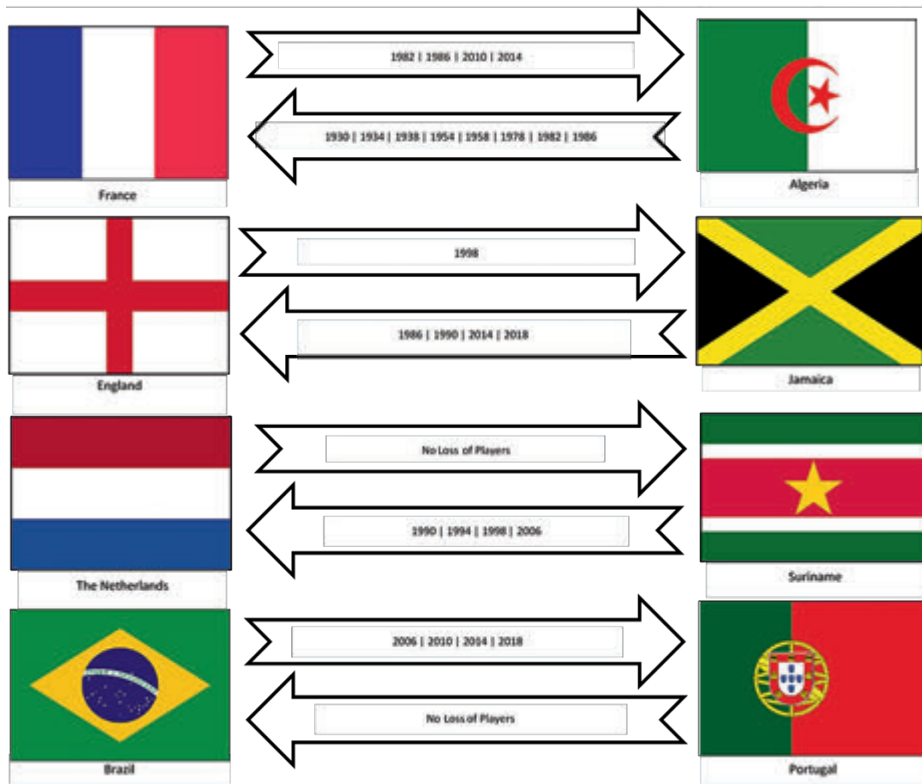 1982 | 1986 | 2010 | 2014
1930 | 1934 | 1938 | 1954 | 1958 | 1978 | 1982 | 1986
France
Algeria
1998
1986 | 1990 | 2014 | 2018
England
Jamaica
No Loss of Players
1990 | 1994 | 1998 | 2006
The Netherlands
Suriname
2006 | 2010 | 2014 | 2018
No Loss of Players
Brazil
Portugal